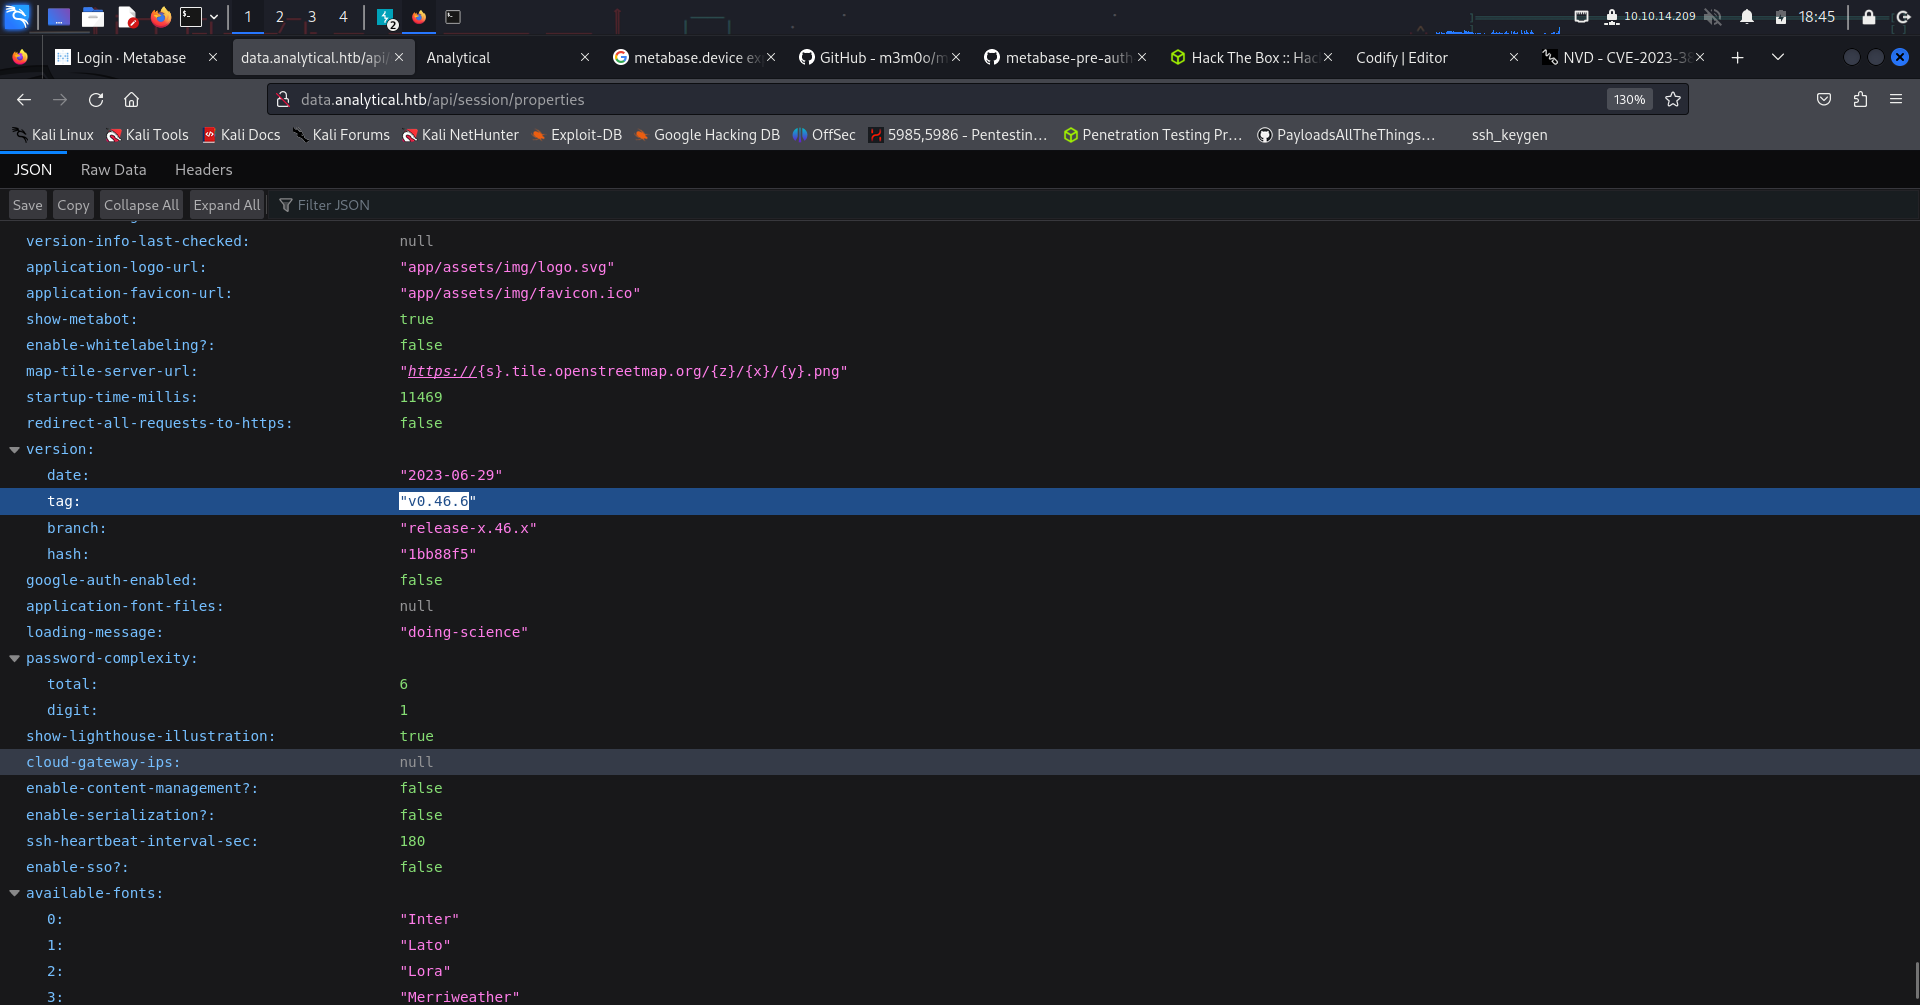 1 2 3 4 2 10.10.14.209 18:45
Login · Metabase data.analytical.htb/api/ Analytical metabase.device ex GitHub - m3m0o/m metabase-pre-auth Hack The Box :: Hac Codify | Editor NVD - CVE-2023-38
data.analytical.htb/api/session/properties 130%
Kali Linux Kali Tools Kali Docs Kali Forums Kali NetHunter Exploit-DB Google Hacking DB OffSec 5985,5986 - Pentestin… Penetration Testing Pr… PayloadsAllTheThings… ssh_keygen
JSON Raw Data Headers
Save Copy Collapse All Expand All Filter JSON
version-info-last-checked: null
application-logo-url: "app/assets/img/logo.svg"
application-favicon-url: "app/assets/img/favicon.ico"
show-metabot: true
enable-whitelabeling?: false
map-tile-server-url: "https://{s}.tile.openstreetmap.org/{z}/{x}/{y}.png"
startup-time-millis: 11469
redirect-all-requests-to-https: false
version:
date: "2023-06-29"
tag: "v0.46.6"
branch: "release-x.46.x"
hash: "1bb88f5"
google-auth-enabled: false
application-font-files: null
loading-message: "doing-science"
password-complexity:
total: 6
digit: 1
show-lighthouse-illustration: true
cloud-gateway-ips: null
enable-content-management?: false
enable-serialization?: false
ssh-heartbeat-interval-sec: 180
enable-sso?: false
available-fonts:
0: "Inter"
1: "Lato"
2: "Lora"
3: "Merriweather"